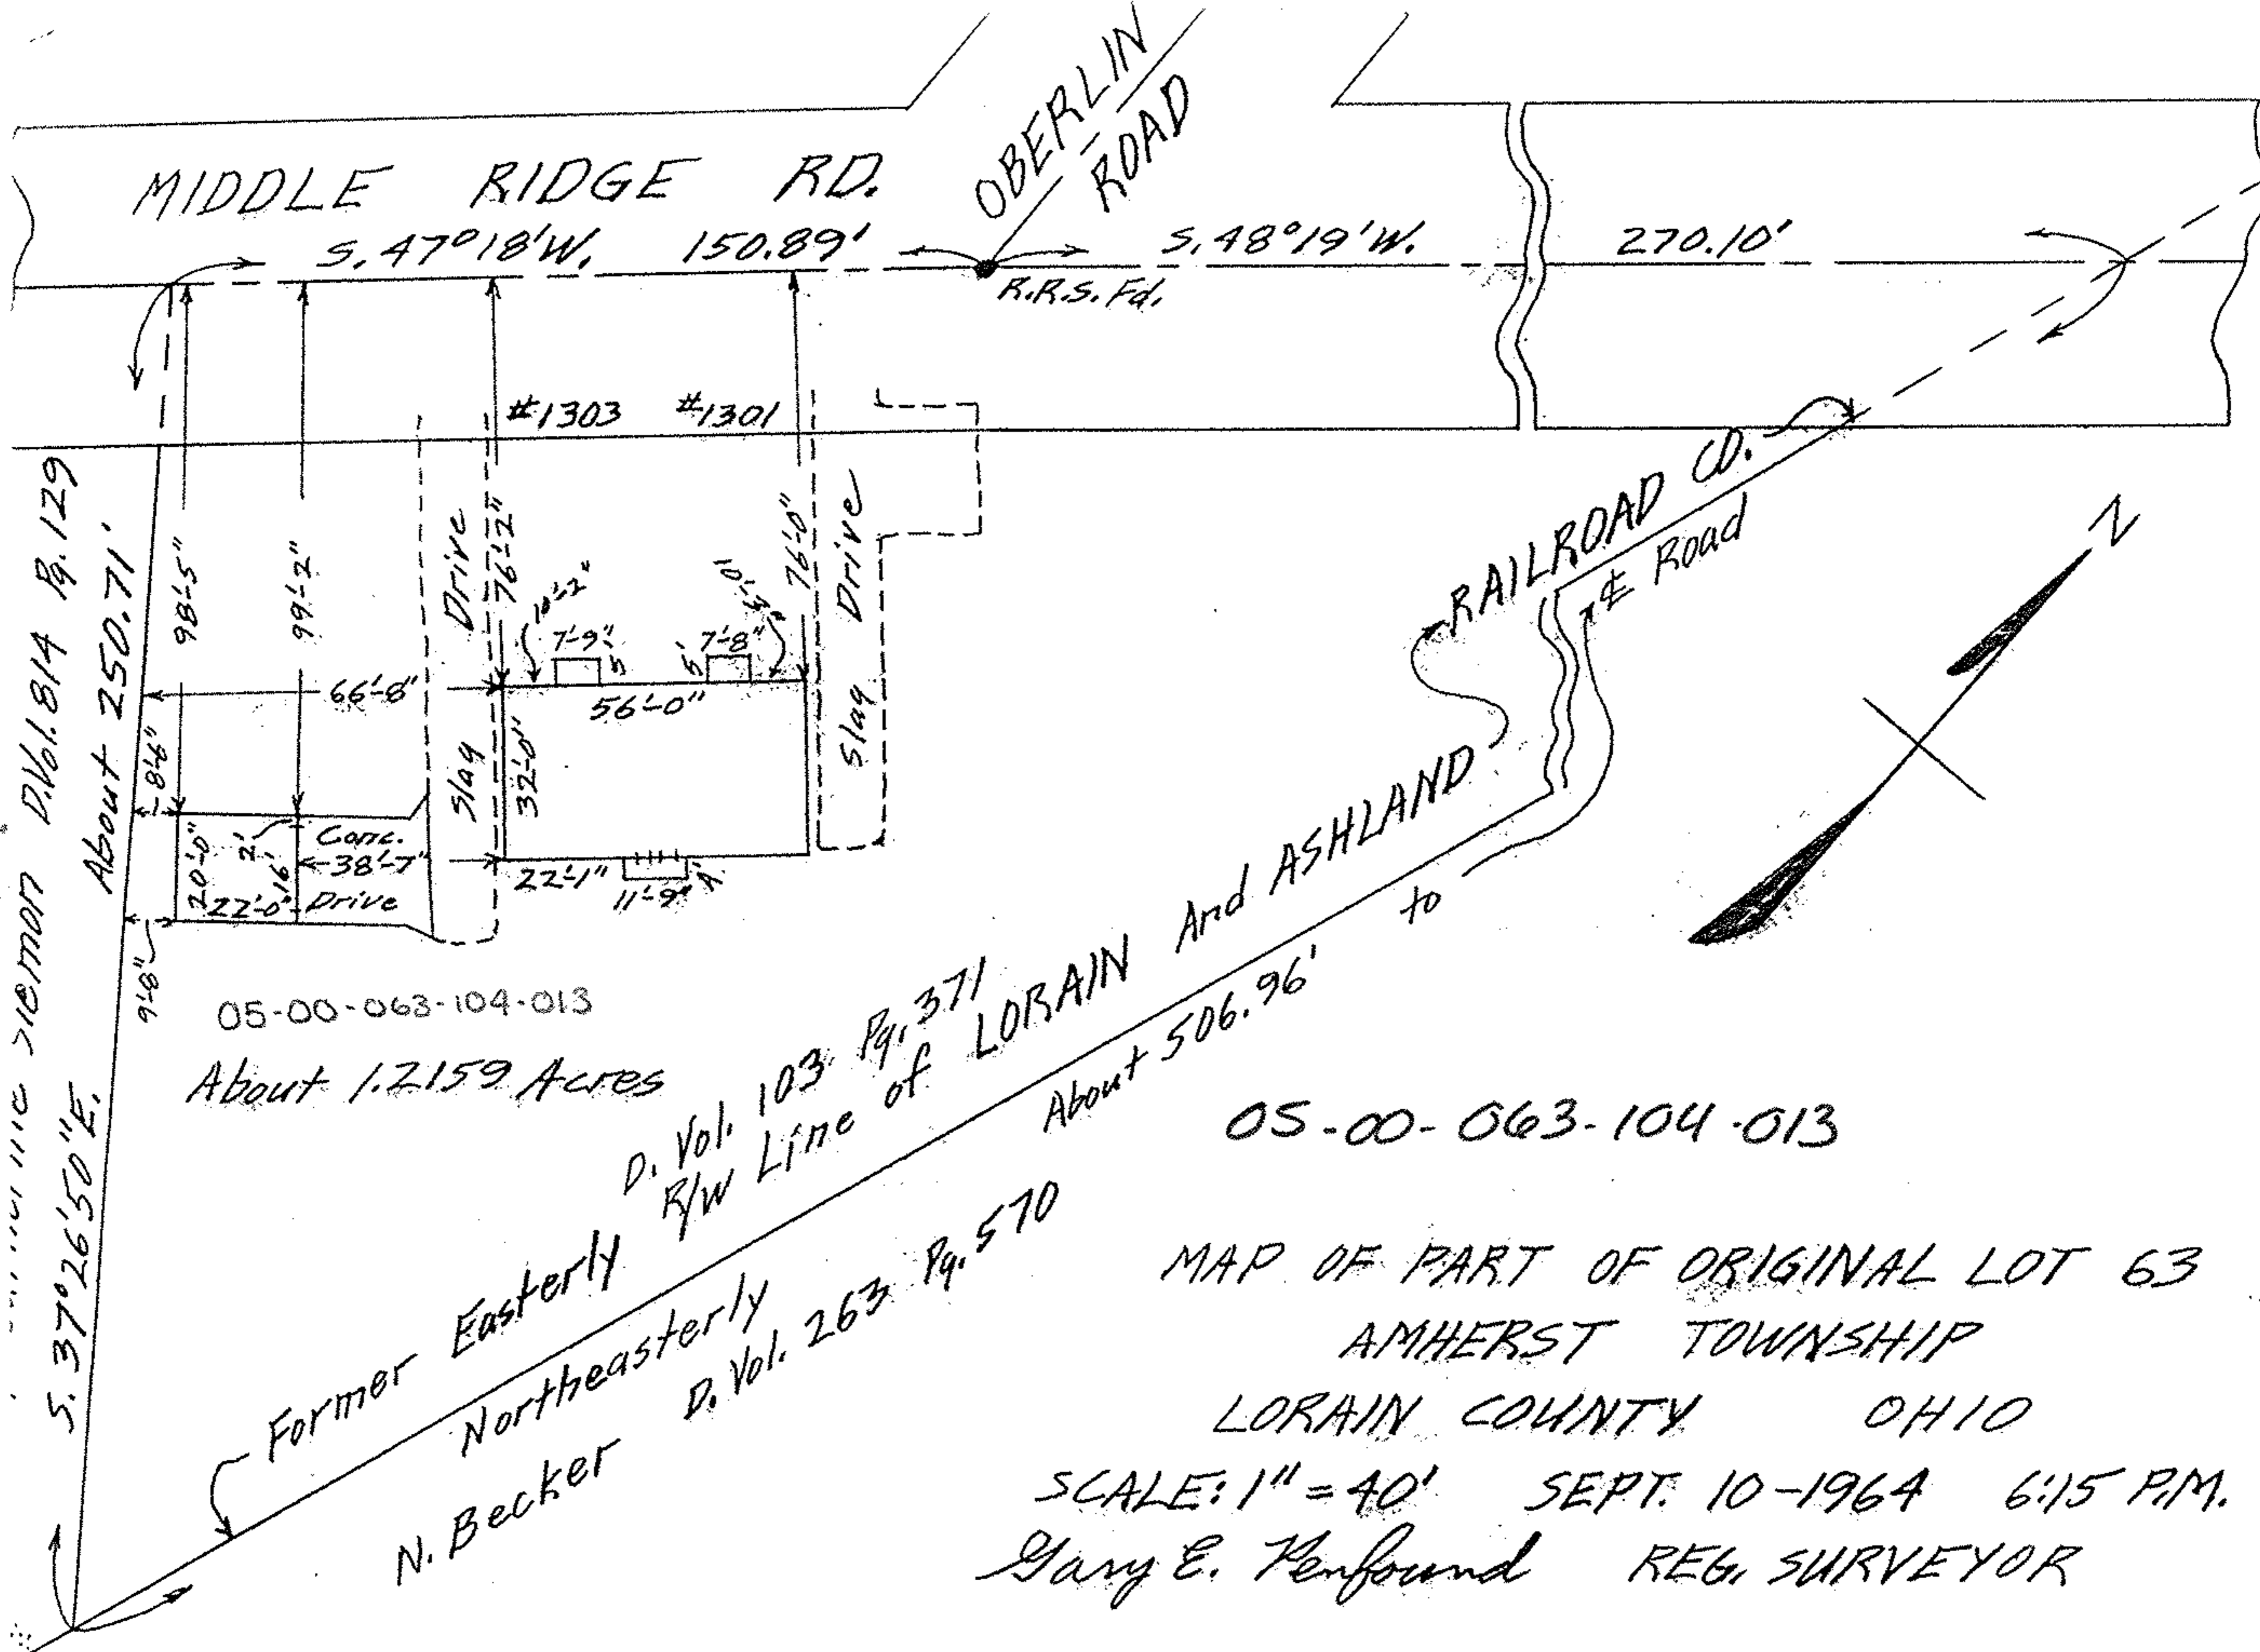 OBERLIN
ROAD
MIDDLE RIDGE RD.
S. 47°18'W. 150.89'
S. 48°19'W. 270.10'
R.R.S. Fd.
#1303 #1301
D.Vol. 814 Pg. 129
About 250.71'
S. 37°26'50"E.
98'-5"
99'-2"
Slag Drive
76'-2"
76'-0"
Slag Drive
10'-2"
7'-9"
5'
5'
7'-8"
66'-8"
56'-0"
32'-0"
8'-6"
20'-0"
2'
16'
Conc.
38'-7"
Drive
22'-0"
22'-1"
11'-9"
4'
9'-8"
RAILROAD CO.
℄ Road
N
05-00-063-104-013
About 1.2159 Acres
D. Vol. 103 Pg. 371
Former Easterly R/W Line of LORAIN And ASHLAND
Northeasterly
About 506.96' to
D. Vol. 263 Pg. 570
N. Becker
05-00-063-104-013
MAP OF PART OF ORIGINAL LOT 63
AMHERST TOWNSHIP
LORAIN COUNTY OHIO
SCALE: 1" = 40' SEPT. 10-1964 6:15 P.M.
Gary E. Penfound REG. SURVEYOR